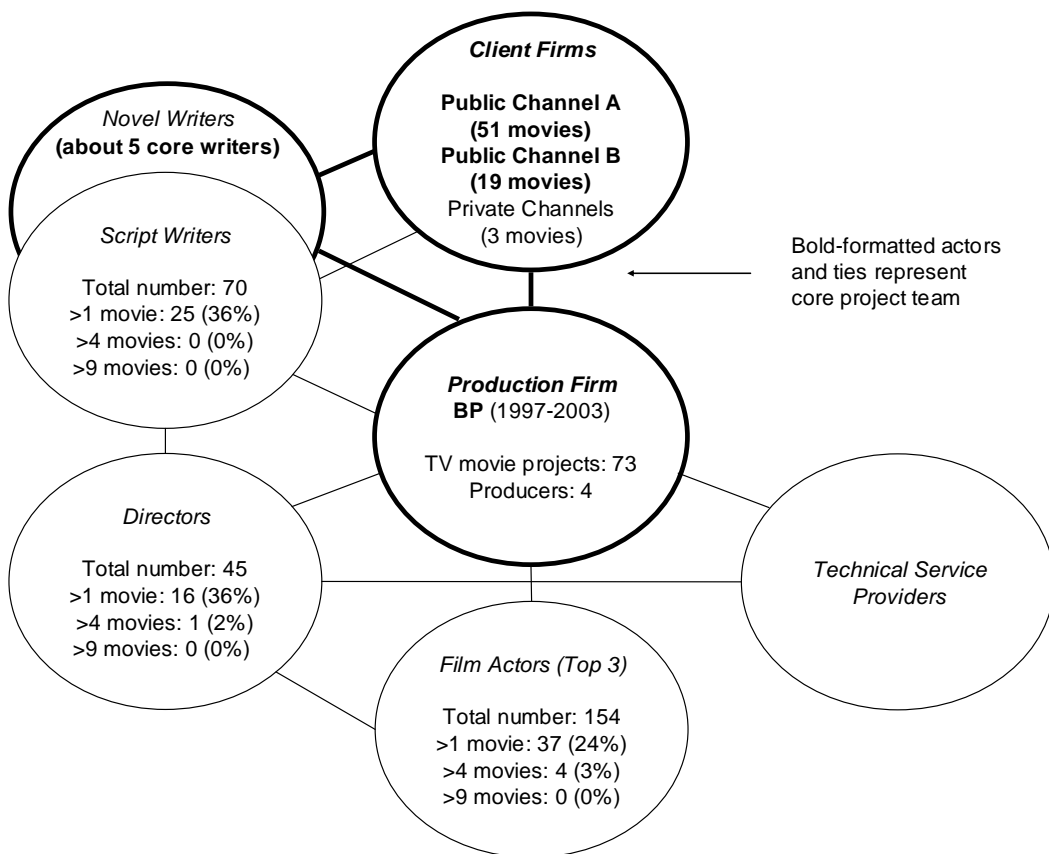 Client Firms
Public Channel A
(51 movies)
Public Channel B
(19 movies)
Private Channels
(3 movies)
Novel Writers
(about 5 core writers)
Script Writers
Total number: 70
>1 movie: 25 (36%)
>4 movies: 0 (0%)
>9 movies: 0 (0%)
Bold-formatted actors
and ties represent
core project team
Production Firm
BP (1997-2003)
TV movie projects: 73
Producers: 4
Directors
Total number: 45
>1 movie: 16 (36%)
>4 movies: 1 (2%)
>9 movies: 0 (0%)
Technical Service
Providers
Film Actors (Top 3)
Total number: 154
>1 movie: 37 (24%)
>4 movies: 4 (3%)
>9 movies: 0 (0%)